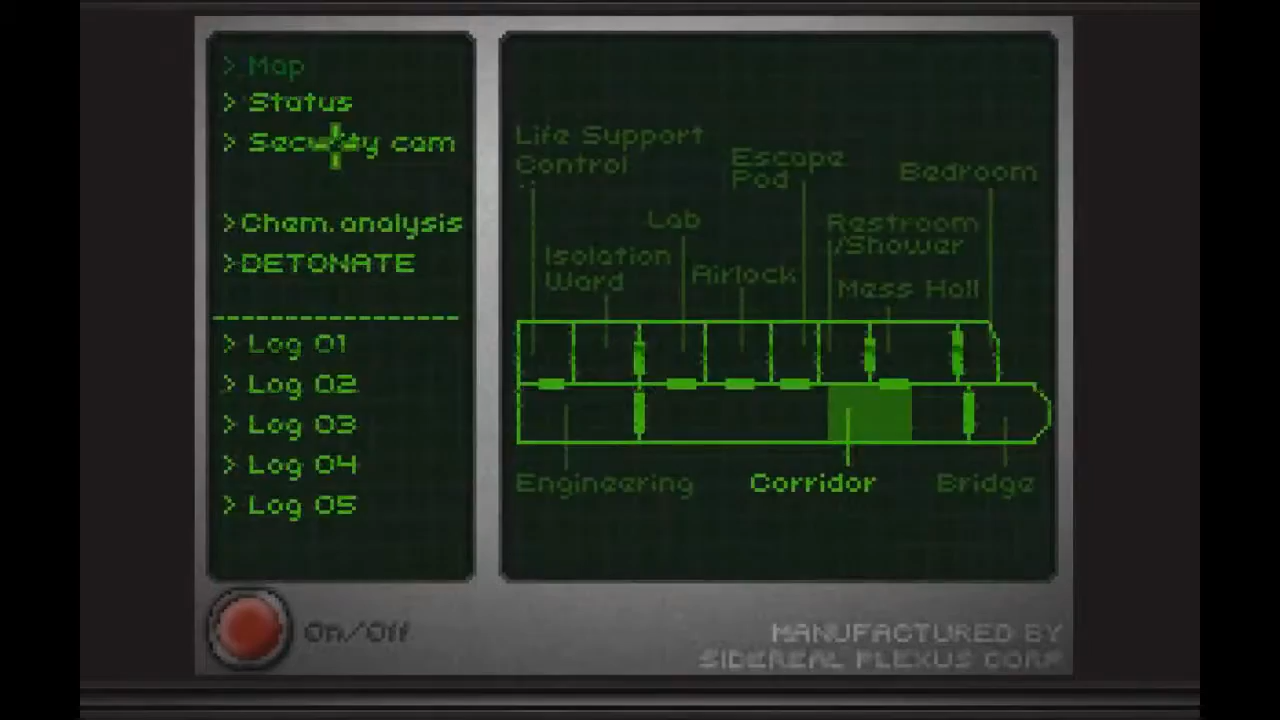 > Map
> Status
> Security cam
>Chem.analysis
>DETONATE
> Log 01
> Log 02
> Log 03
> Log 04
> Log 05
Life Support
Control
Escape
Pod
Bedroom
Lab
Restroom
/Shower
Isolation
Ward
Airlock
Mess Hall
Engineering
Corridor
Bridge
On/Off
MANUFACTURED BY
SIDEREAL PLEXUS CORP